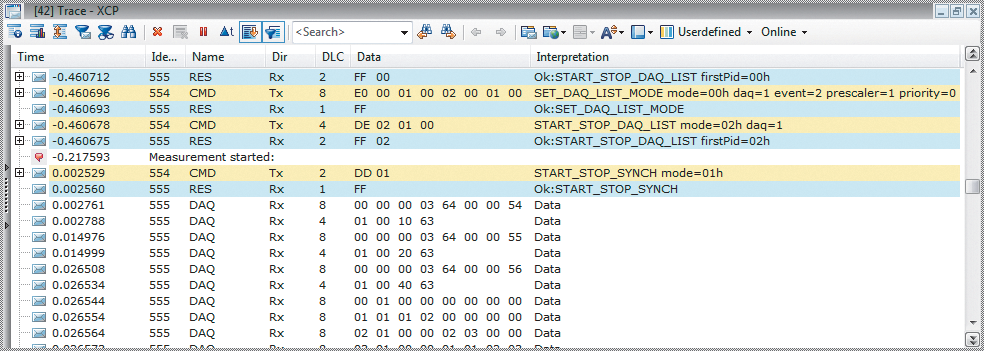 [42] Trace - XCP
<Search> Userdefined Online
Time Ide... Name Dir DLC Data Interpretation
-0.460712 555 RES Rx 2 FF 00 Ok:START_STOP_DAQ_LIST firstPid=00h
-0.460696 554 CMD Tx 8 E0 00 01 00 02 00 01 00 SET_DAQ_LIST_MODE mode=00h daq=1 event=2 prescaler=1 priority=0
-0.460693 555 RES Rx 1 FF Ok:SET_DAQ_LIST_MODE
-0.460678 554 CMD Tx 4 DE 02 01 00 START_STOP_DAQ_LIST mode=02h daq=1
-0.460675 555 RES Rx 2 FF 02 Ok:START_STOP_DAQ_LIST firstPid=02h
-0.217593 Measurement started:
0.002529 554 CMD Tx 2 DD 01 START_STOP_SYNCH mode=01h
0.002560 555 RES Rx 1 FF Ok:START_STOP_SYNCH
0.002761 555 DAQ Rx 8 00 00 00 03 64 00 00 54 Data
0.002788 555 DAQ Rx 4 01 00 10 63 Data
0.014976 555 DAQ Rx 8 00 00 00 03 64 00 00 55 Data
0.014999 555 DAQ Rx 4 01 00 20 63 Data
0.026508 555 DAQ Rx 8 00 00 00 03 64 00 00 56 Data
0.026534 555 DAQ Rx 4 01 00 40 63 Data
0.026544 555 DAQ Rx 8 00 01 00 00 00 00 00 00 Data
0.026554 555 DAQ Rx 8 01 01 01 02 00 00 00 00 Data
0.026564 555 DAQ Rx 8 02 01 00 00 02 03 00 00 Data